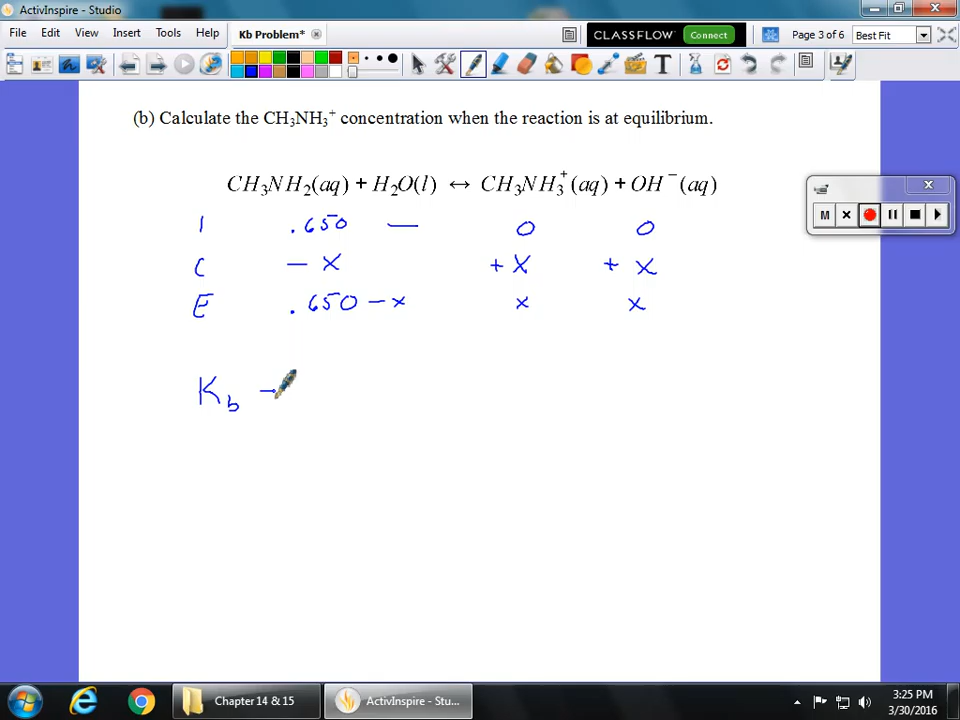 ActivInspire - Studio
File Edit View Insert Tools Help Kb Problem* CLASSFLOW Connect Page 3 of 6 Best Fit
(b) Calculate the CH₃NH₃⁺ concentration when the reaction is at equilibrium.
CH₃NH₂(aq) + H₂O(l) ↔ CH₃NH₃⁺(aq) + OH⁻(aq)
I .650 — 0 0
C − x + x + x
E .650 − x x x
M
K_b
Chapter 14 & 15 ActivInspire - Stu...
3:25 PM
3/30/2016